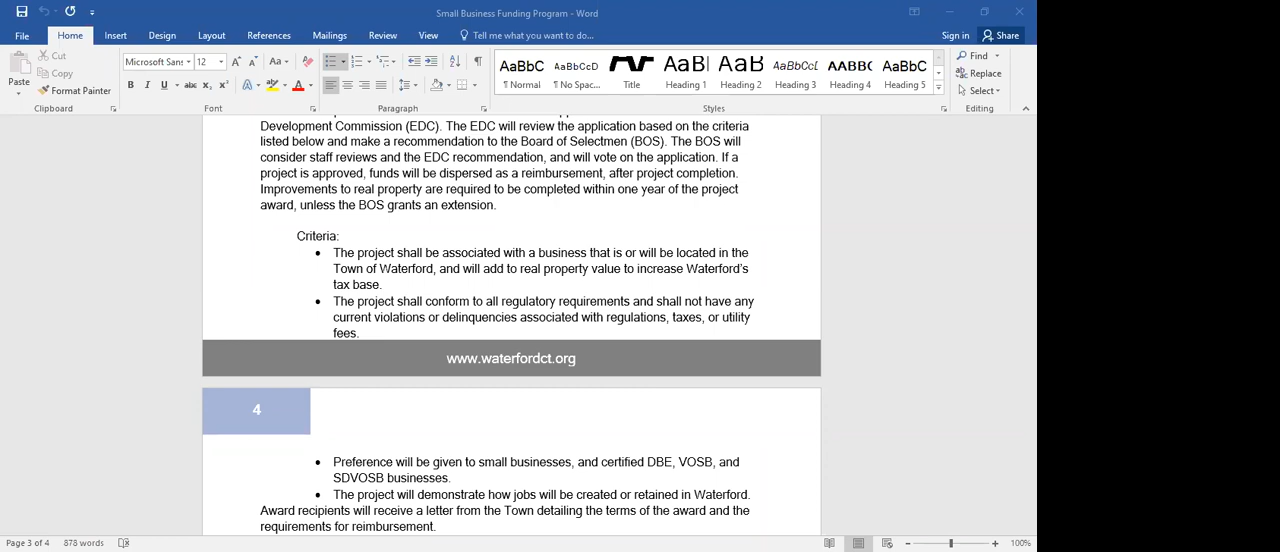 Small Business Funding Program - Word
File Home Insert Design Layout References Mailings Review View Tell me what you want to do... Sign in Share
Cut
Copy
Format Painter
Paste
Microsoft San: 12
Aa
B I U abc x₂ x² A
¶
AaBbC AaBbCcD AaBl AaB AaBbCcL AABBC AaBbC
¶ Normal ¶ No Spac... Title Heading 1 Heading 2 Heading 3 Heading 4 Heading 5
Find
Replace
Select
Clipboard Font Paragraph Styles Editing
Development Commission (EDC). The EDC will review the application based on the criteria
listed below and make a recommendation to the Board of Selectmen (BOS). The BOS will
consider staff reviews and the EDC recommendation, and will vote on the application. If a
project is approved, funds will be dispersed as a reimbursement, after project completion.
Improvements to real property are required to be completed within one year of the project
award, unless the BOS grants an extension.
Criteria:
• The project shall be associated with a business that is or will be located in the
Town of Waterford, and will add to real property value to increase Waterford's
tax base.
• The project shall conform to all regulatory requirements and shall not have any
current violations or delinquencies associated with regulations, taxes, or utility
fees.
www.waterfordct.org
4
• Preference will be given to small businesses, and certified DBE, VOSB, and
SDVOSB businesses.
• The project will demonstrate how jobs will be created or retained in Waterford.
Award recipients will receive a letter from the Town detailing the terms of the award and the
requirements for reimbursement.
Page 3 of 4 878 words 100%